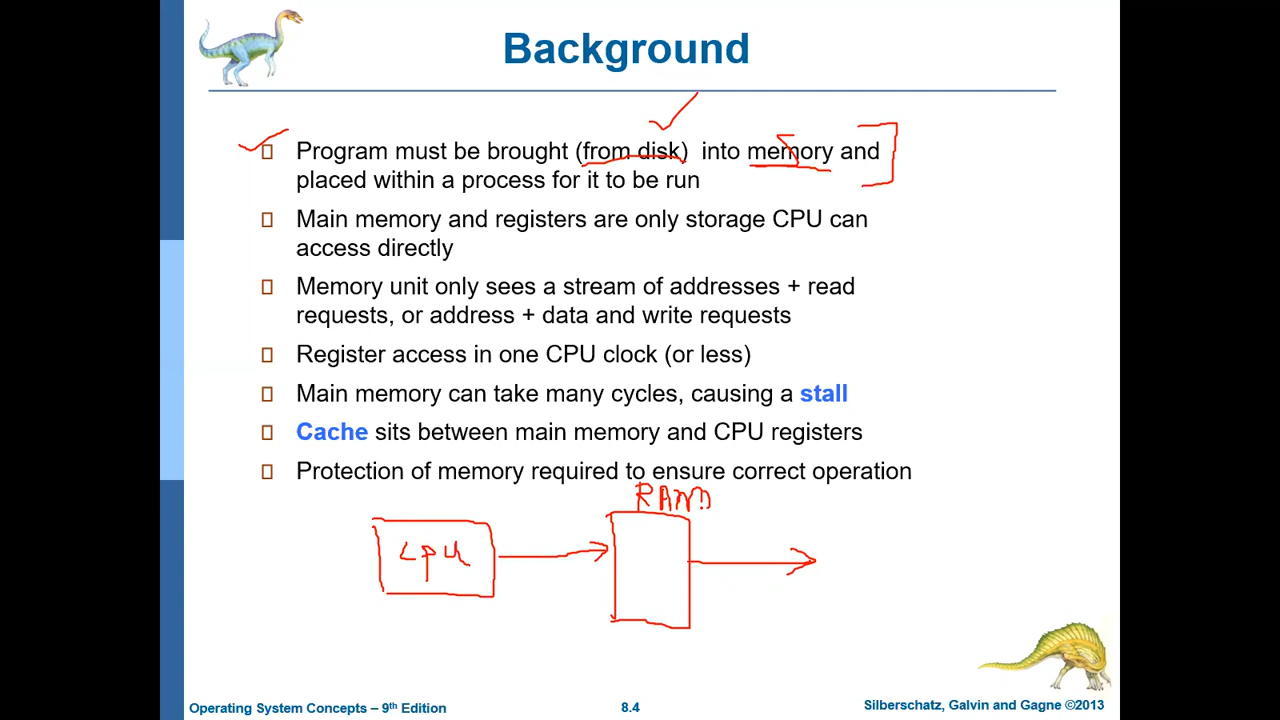 Background
Program must be brought (from disk) into memory and
placed within a process for it to be run
Main memory and registers are only storage CPU can
access directly
Memory unit only sees a stream of addresses + read
requests, or address + data and write requests
Register access in one CPU clock (or less)
Main memory can take many cycles, causing a stall
Cache sits between main memory and CPU registers
Protection of memory required to ensure correct operation
RAM
CPU
Operating System Concepts – 9th Edition
8.4
Silberschatz, Galvin and Gagne ©2013